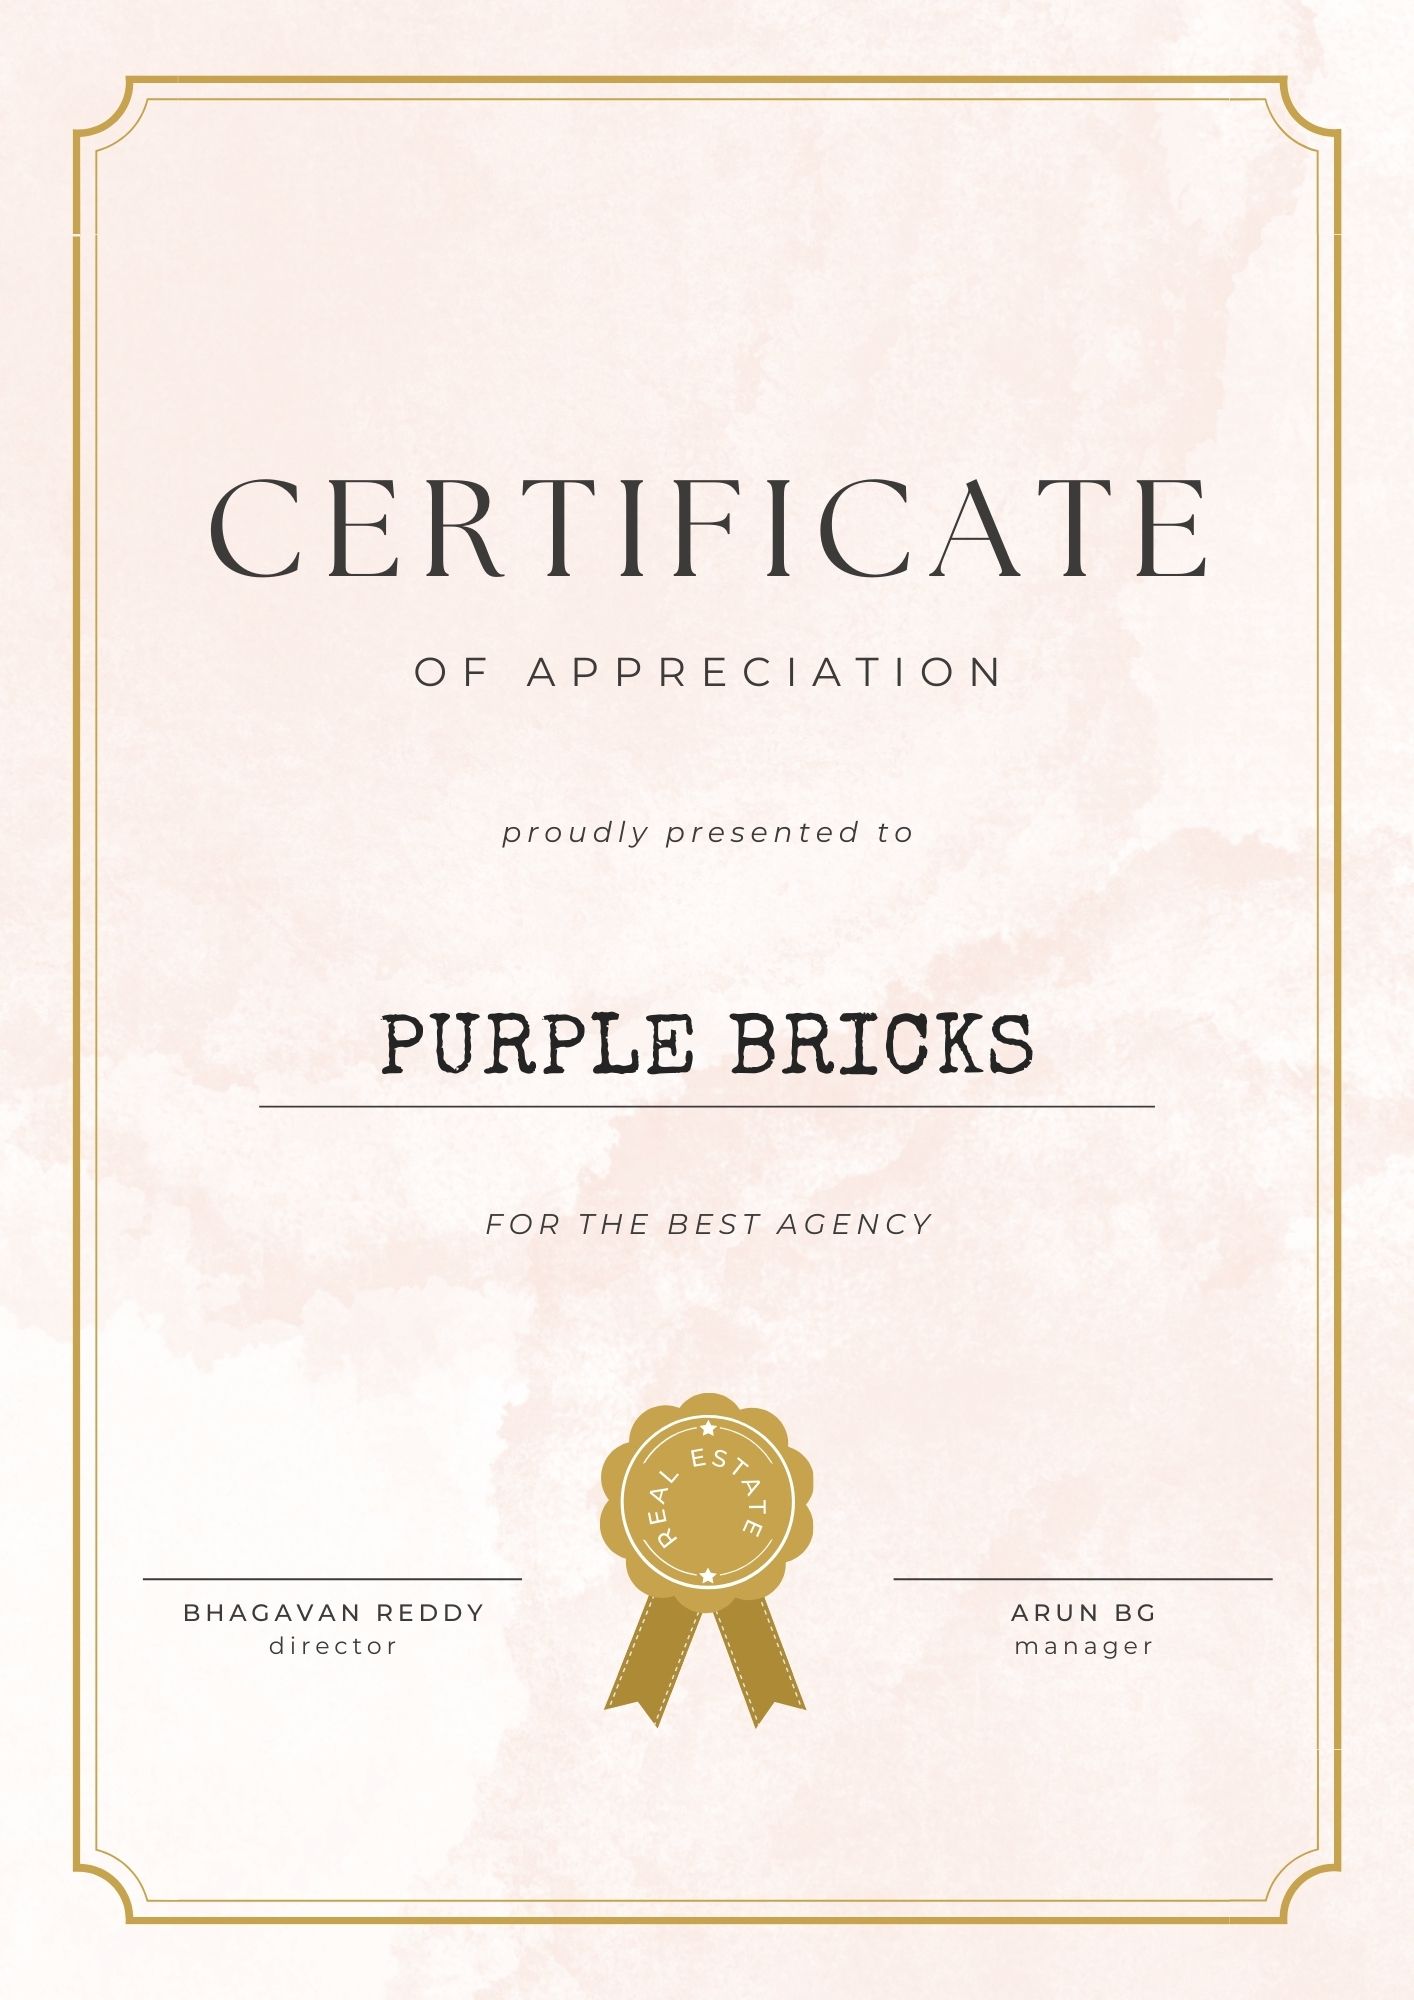 CERTIFICATE
OF APPRECIATION
proudly presented to
PURPLE BRICKS
FOR THE BEST AGENCY
REAL ESTATE
BHAGAVAN REDDY
director
ARUN BG
manager